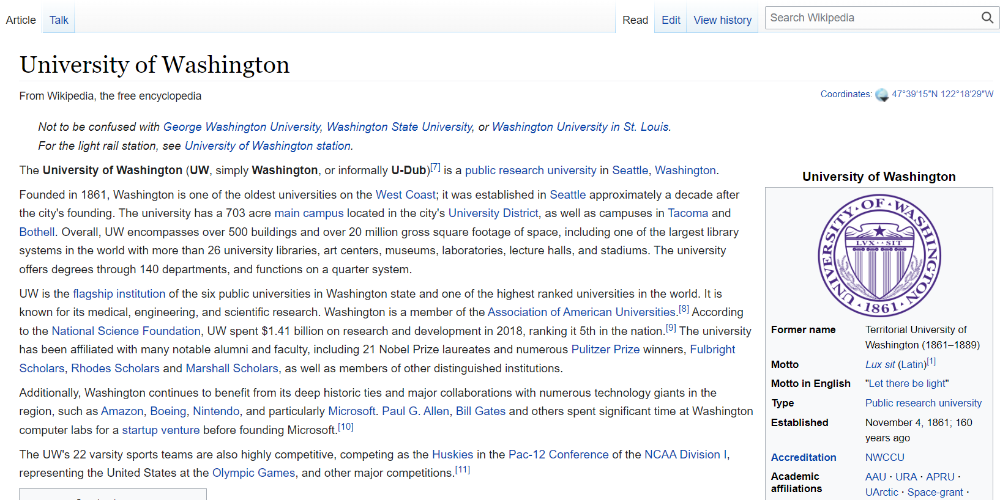 Article
Talk
Read
Edit
View history
Search Wikipedia
University of Washington
From Wikipedia, the free encyclopedia
Coordinates: 47°39′15″N 122°18′29″W
Not to be confused with George Washington University, Washington State University, or Washington University in St. Louis.
For the light rail station, see University of Washington station.
The University of Washington (UW, simply Washington, or informally U-Dub)[7] is a public research university in Seattle, Washington.
Founded in 1861, Washington is one of the oldest universities on the West Coast; it was established in Seattle approximately a decade after
the city's founding. The university has a 703 acre main campus located in the city's University District, as well as campuses in Tacoma and
Bothell. Overall, UW encompasses over 500 buildings and over 20 million gross square footage of space, including one of the largest library
systems in the world with more than 26 university libraries, art centers, museums, laboratories, lecture halls, and stadiums. The university
offers degrees through 140 departments, and functions on a quarter system.
UW is the flagship institution of the six public universities in Washington state and one of the highest ranked universities in the world. It is
known for its medical, engineering, and scientific research. Washington is a member of the Association of American Universities.[8] According
to the National Science Foundation, UW spent $1.41 billion on research and development in 2018, ranking it 5th in the nation.[9] The university
has been affiliated with many notable alumni and faculty, including 21 Nobel Prize laureates and numerous Pulitzer Prize winners, Fulbright
Scholars, Rhodes Scholars and Marshall Scholars, as well as members of other distinguished institutions.
Additionally, Washington continues to benefit from its deep historic ties and major collaborations with numerous technology giants in the
region, such as Amazon, Boeing, Nintendo, and particularly Microsoft. Paul G. Allen, Bill Gates and others spent significant time at Washington
computer labs for a startup venture before founding Microsoft.[10]
The UW's 22 varsity sports teams are also highly competitive, competing as the Huskies in the Pac-12 Conference of the NCAA Division I,
representing the United States at the Olympic Games, and other major competitions.[11]
University of Washington
UNIVERSITY · OF · WASHINGTON
LVX · · SIT
· 1861 ·
Former name Territorial University of
Washington (1861–1889)
Motto Lux sit (Latin)[1]
Motto in English "Let there be light"
Type Public research university
Established November 4, 1861; 160
years ago
Accreditation NWCCU
Academic AAU · URA · APRU ·
affiliations UArctic · Space-grant ·